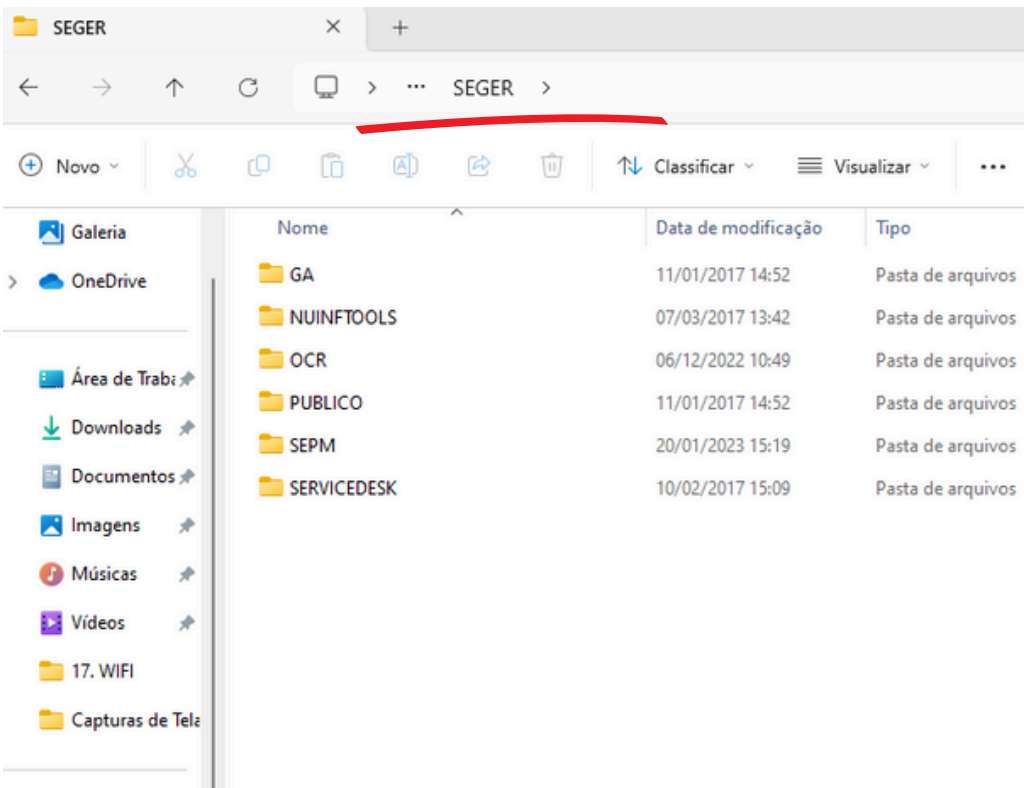 SEGER
SEGER
Novo
Classificar
Visualizar
Galeria
OneDrive
Área de Traba
Downloads
Documentos
Imagens
Músicas
Vídeos
17. WIFI
Capturas de Tela
Nome Data de modificação Tipo
GA 11/01/2017 14:52 Pasta de arquivos
NUINFTOOLS 07/03/2017 13:42 Pasta de arquivos
OCR 06/12/2022 10:49 Pasta de arquivos
PUBLICO 11/01/2017 14:52 Pasta de arquivos
SEPM 20/01/2023 15:19 Pasta de arquivos
SERVICEDESK 10/02/2017 15:09 Pasta de arquivos